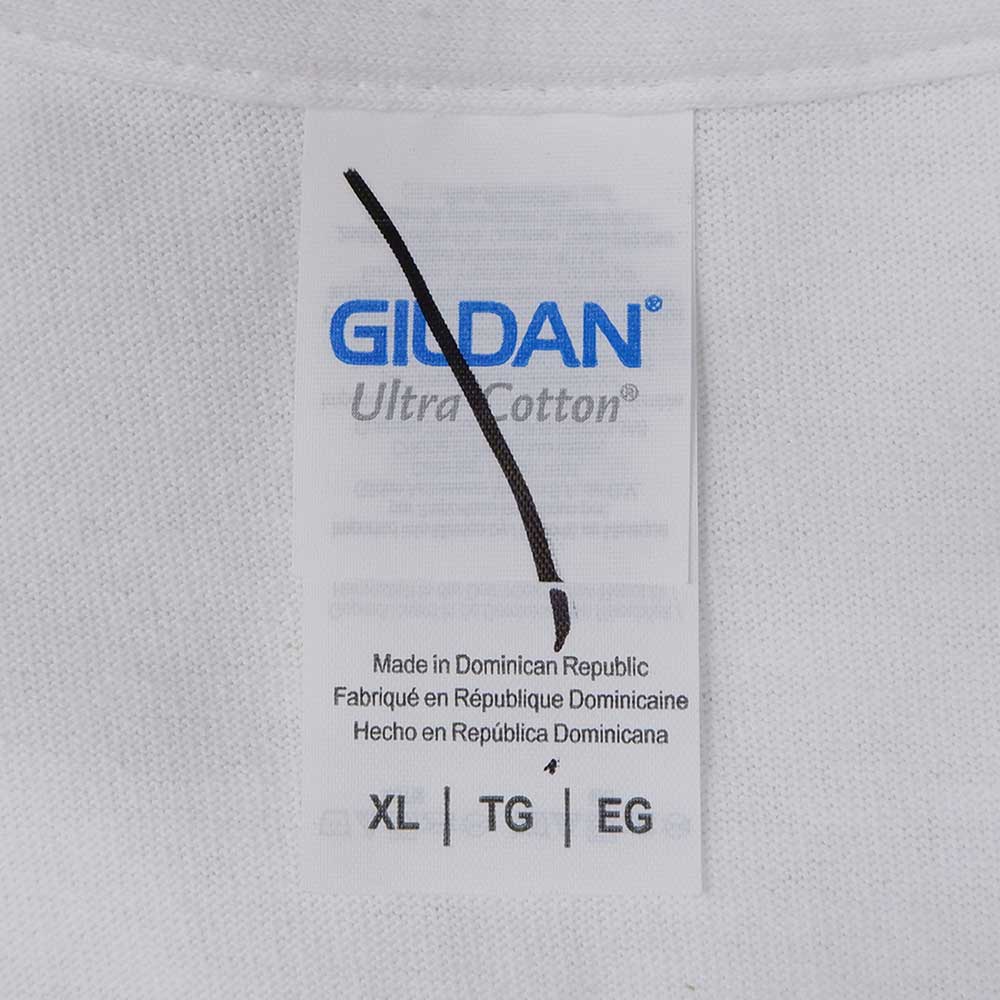 GILDAN®
Ultra Cotton®
Made in Dominican Republic
Fabriqué en République Dominicaine
Hecho en República Dominicana
XL | TG | EG